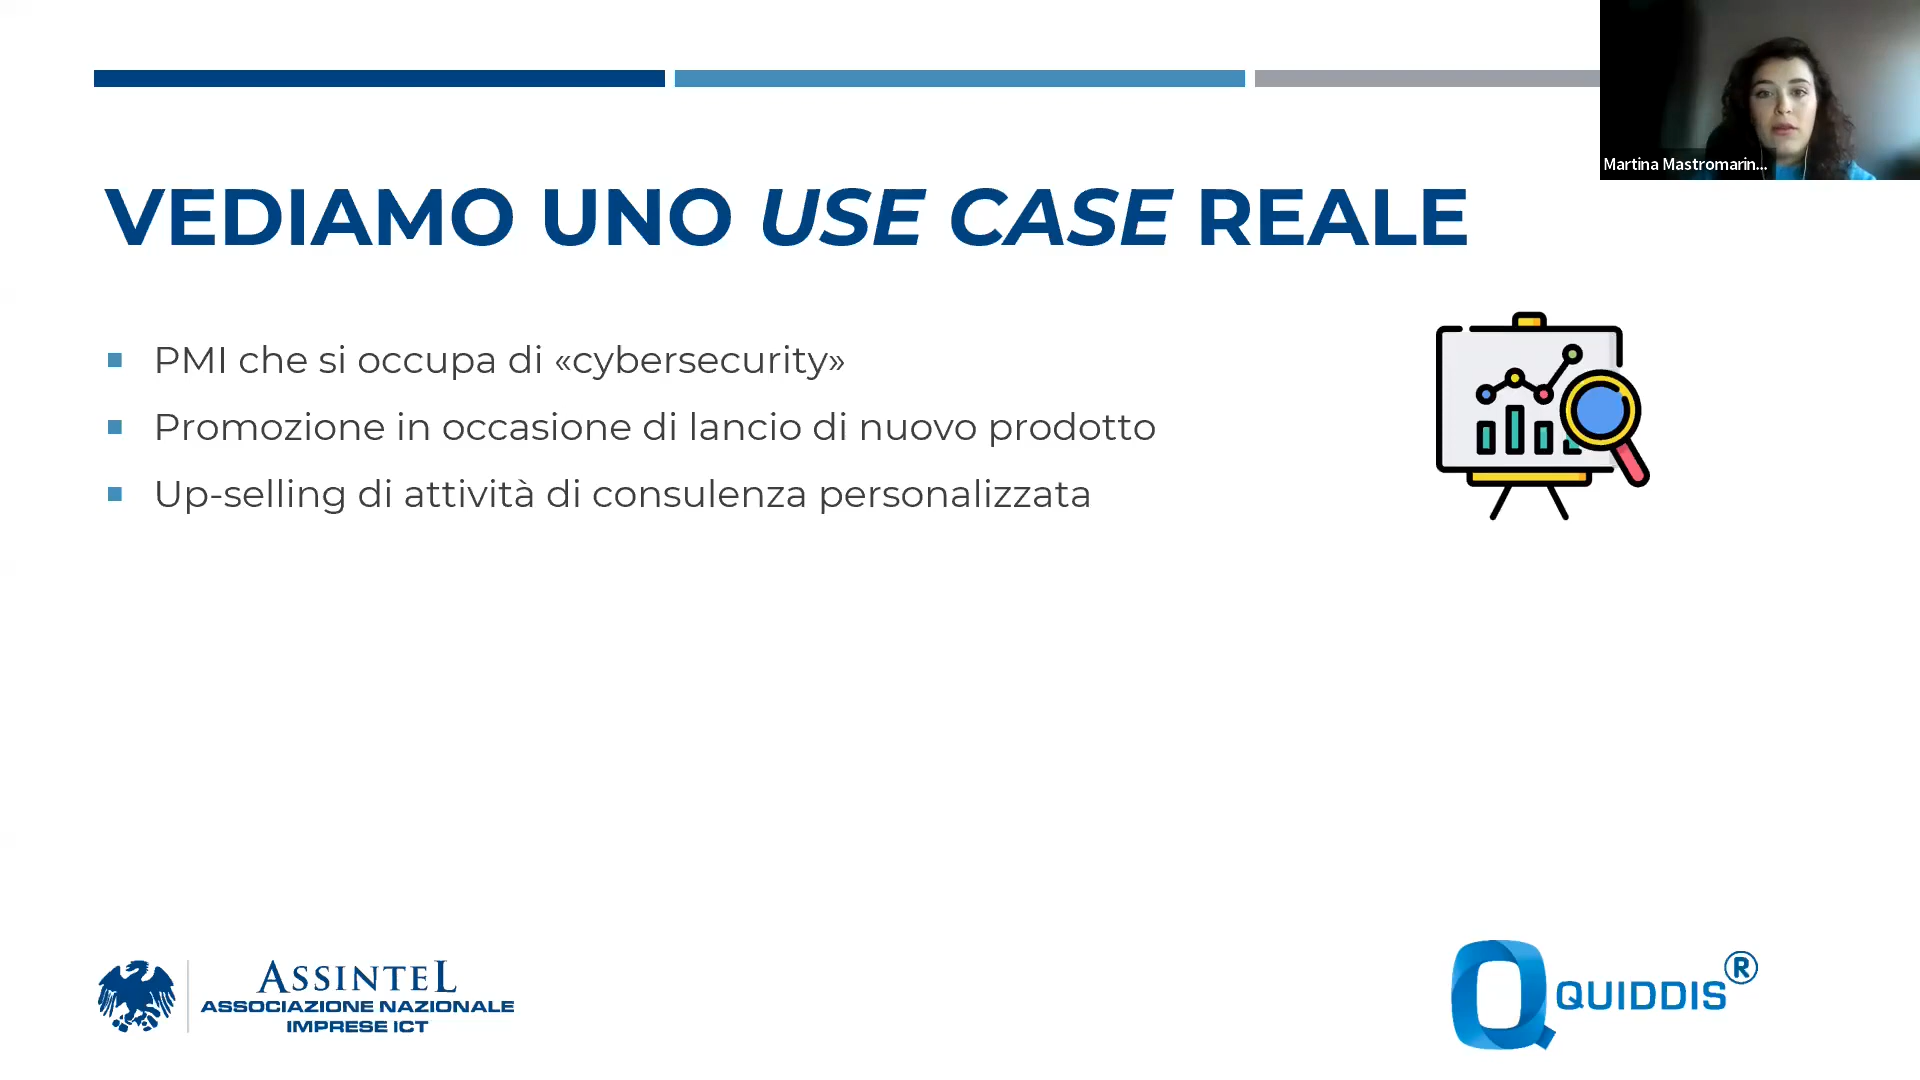 Martina Mastromarin...
VEDIAMO UNO USE CASE REALE
PMI che si occupa di «cybersecurity»
Promozione in occasione di lancio di nuovo prodotto
Up-selling di attività di consulenza personalizzata
ASSINTEL
ASSOCIAZIONE NAZIONALE
IMPRESE ICT
QUIDDIS®